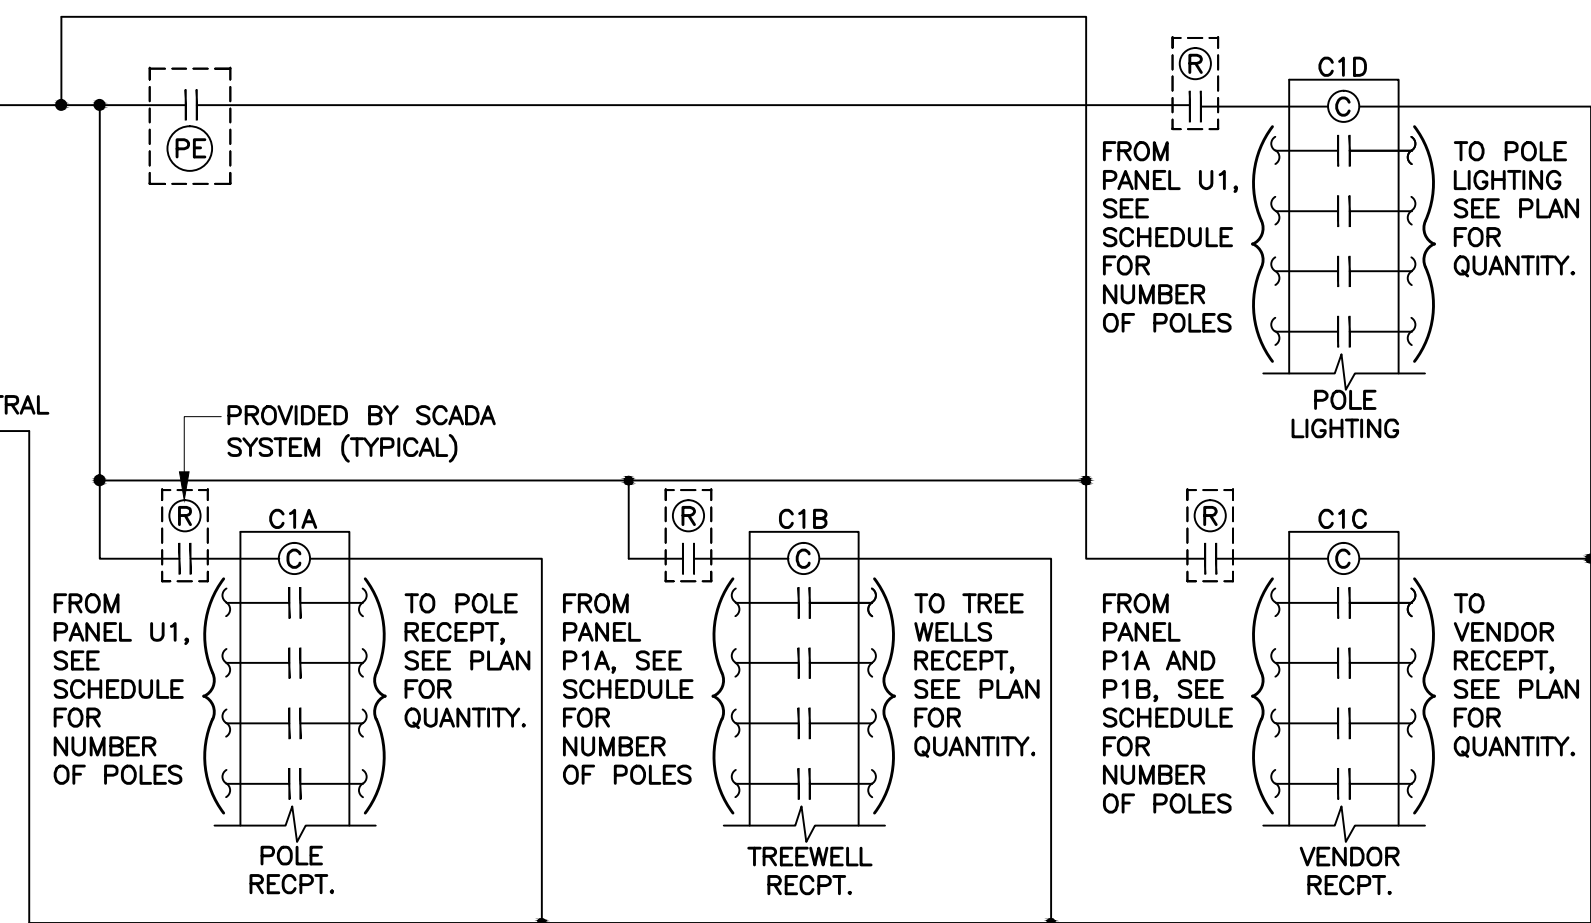 C1D
R
C
PE
FROM
PANEL U1,
SEE
SCHEDULE
FOR
NUMBER
OF POLES
TO POLE
LIGHTING
SEE PLAN
FOR
QUANTITY.
POLE
LIGHTING
PROVIDED BY SCADA
SYSTEM (TYPICAL)
R
C1A
C
FROM
PANEL U1,
SEE
SCHEDULE
FOR
NUMBER
OF POLES
TO POLE
RECEPT,
SEE PLAN
FOR
QUANTITY.
POLE
RECPT.
R
C1B
C
FROM
PANEL
P1A, SEE
SCHEDULE
FOR
NUMBER
OF POLES
TO TREE
WELLS
RECEPT,
SEE PLAN
FOR
QUANTITY.
TREEWELL
RECPT.
R
C1C
C
FROM
PANEL
P1A AND
P1B, SEE
SCHEDULE
FOR
NUMBER
OF POLES
TO
VENDOR
RECEPT,
SEE PLAN
FOR
QUANTITY.
VENDOR
RECPT.